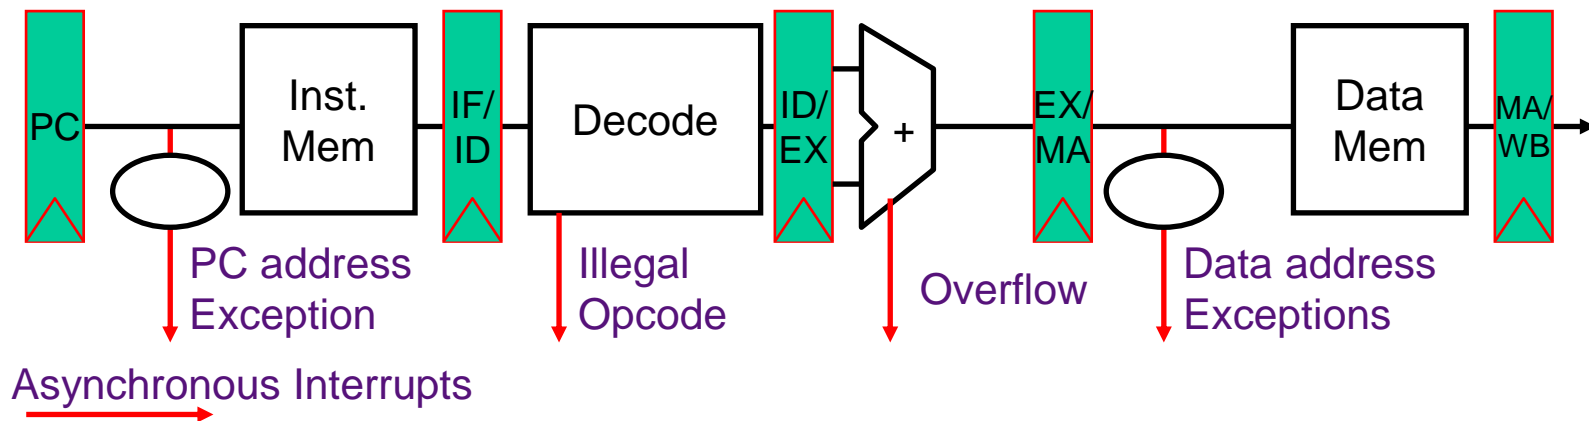 PC
Inst.
Mem
IF/
ID
Decode
ID/
EX
+
EX/
MA
Data
Mem
MA/
WB
PC address
Exception
Illegal
Opcode
Overflow
Data address
Exceptions
Asynchronous Interrupts